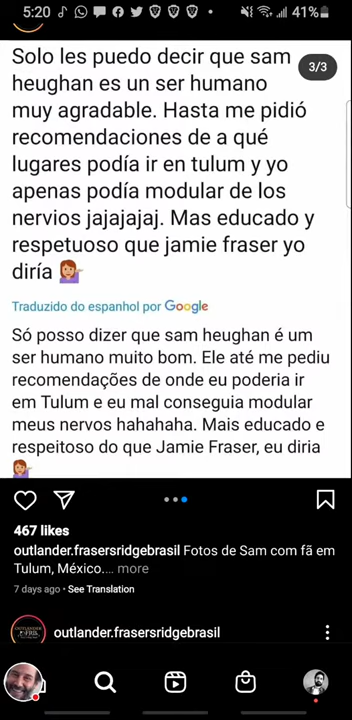 5:20
41%
3/3
Solo les puedo decir que sam
heughan es un ser humano
muy agradable. Hasta me pidió
recomendaciones de a qué
lugares podía ir en tulum y yo
apenas podía modular de los
nervios jajajajaj. Mas educado y
respetuoso que jamie fraser yo
diría 💁🏽‍♀️
Traduzido do espanhol por Google
Só posso dizer que sam heughan é um
ser humano muito bom. Ele até me pediu
recomendações de onde eu poderia ir
em Tulum e eu mal conseguia modular
meus nervos hahahaha. Mais educado e
respeitoso do que Jamie Fraser, eu diria
467 likes
outlander.frasersridgebrasil Fotos de Sam com fã em
Tulum, México.... more
7 days ago • See Translation
outlander.frasersridgebrasil